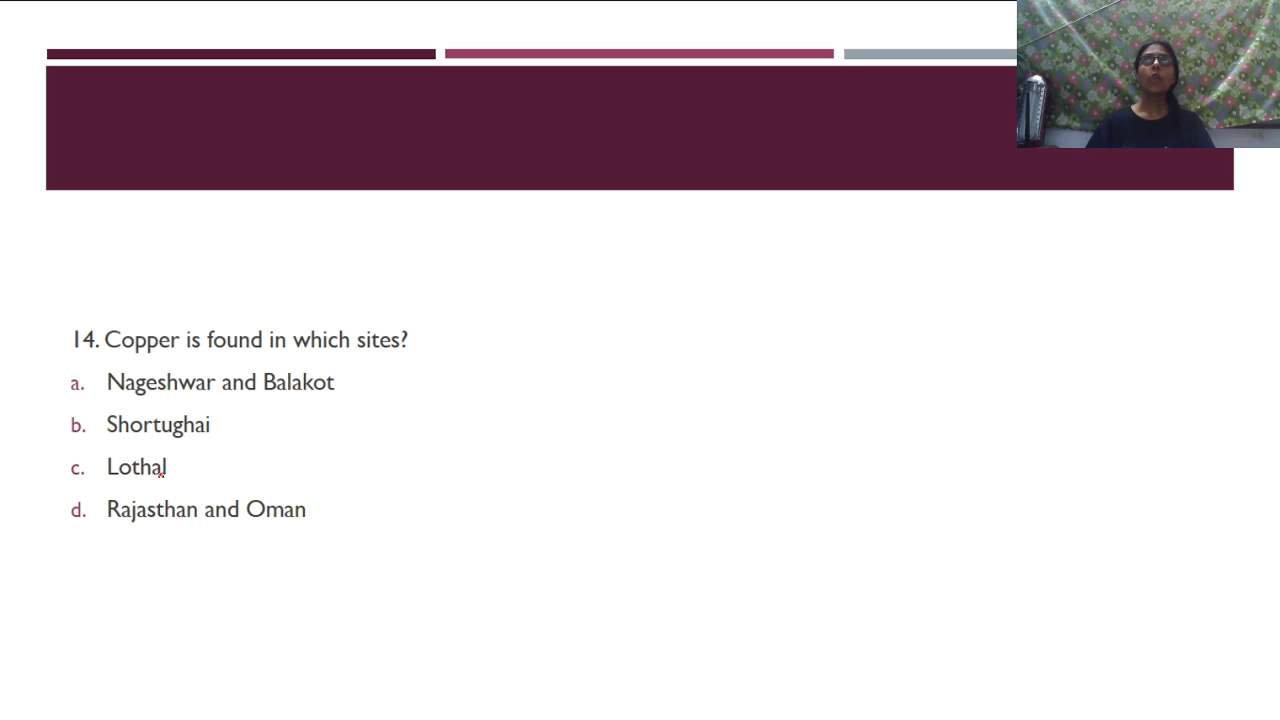 14. Copper is found in which sites?
a. Nageshwar and Balakot
b. Shortughai
c. Lothal
d. Rajasthan and Oman